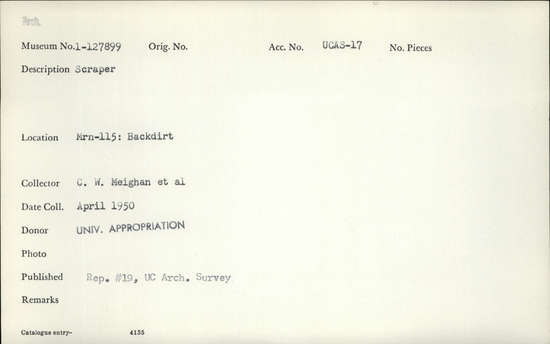 Arch.
Museum No. 1-127899 Orig. No. Acc. No. UCAS-17 No. Pieces
Description Scraper
Location Mrn-115: Backdirt
Collector C. W. Meighan et al
Date Coll. April 1950
Donor UNIV. APPROPRIATION
Photo
Published Rep. #19, UC Arch. Survey
Remarks
Catalogue entry- 4135